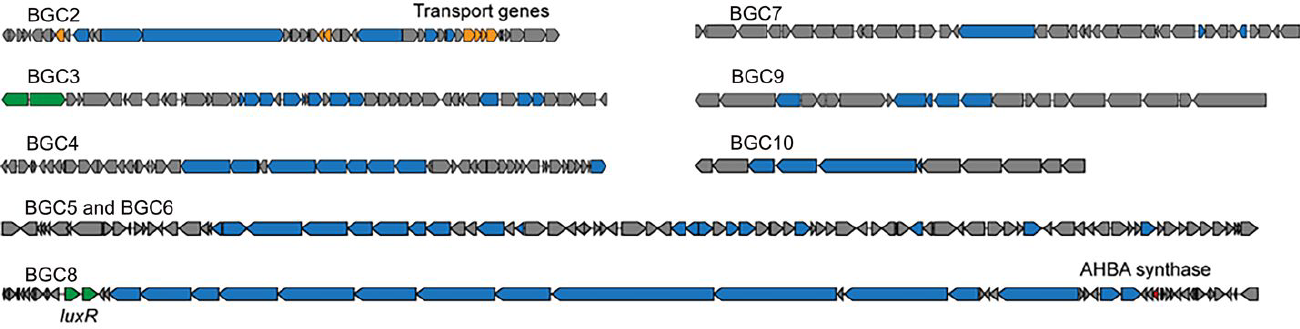 BGC2
Transport genes
BGC3
BGC4
BGC5 and BGC6
BGC8
luxR
BGC7
BGC9
BGC10
AHBA synthase